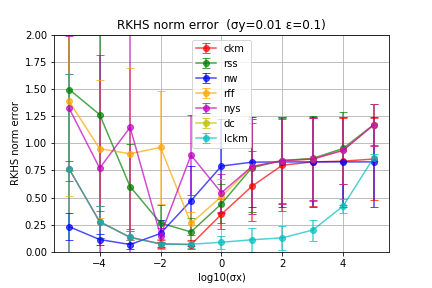 RKHS norm error (σy=0.01 ε=0.1)
RKHS norm error
2.00
1.75
1.50
1.25
1.00
0.75
0.50
0.25
0.00
ckm
rss
nw
rff
nys
dc
lckm
−4
−2
0
2
4
log10(σx)